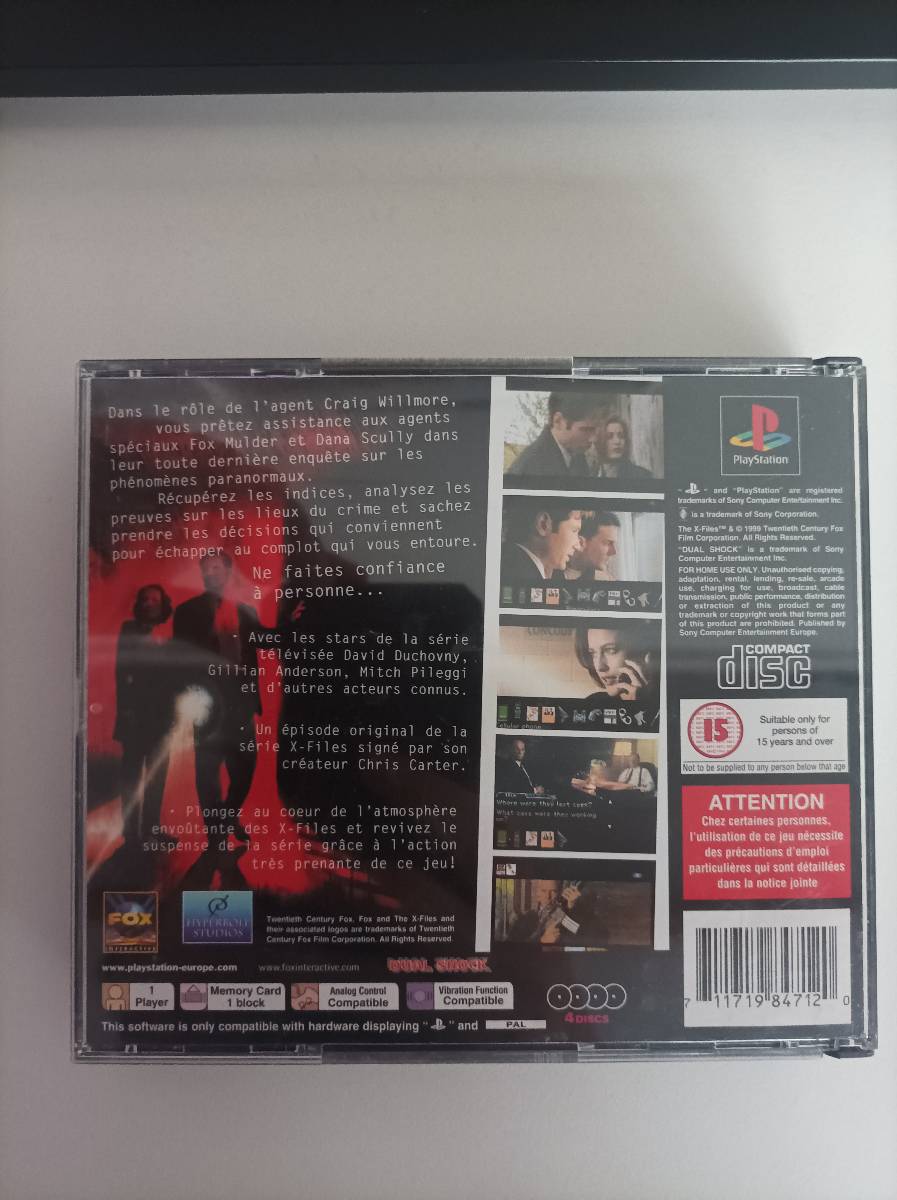 Dans le rôle de l'agent Craig Willmore,
vous prêtez assistance aux agents
spéciaux Fox Mulder et Dana Scully dans
leur toute dernière enquête sur les
phénomènes paranormaux.
Récupérez les indices, analysez les
preuves sur les lieux du crime et sachez
prendre les décisions qui conviennent
pour échapper au complot qui vous entoure.
Ne faites confiance
à personne...
· Avec les stars de la série
télévisée David Duchovny,
Gillian Anderson, Mitch Pileggi
et d'autres acteurs connus.
· Un épisode original de la
série X-Files signé par son
créateur Chris Carter.
· Plongez au coeur de l'atmosphère
envoûtante des X-Files et revivez le
suspense de la série grâce à l'action
très prenante de ce jeu!
FOX
INTERACTIVE
HYPERBOLE
STUDIOS
Twentieth Century Fox, Fox and The X-Files and
their associated logos are trademarks of Twentieth
Century Fox Film Corporation. All Rights Reserved.
www.playstation-europe.com
www.foxinteractive.com
DUAL SHOCK
1
Player
Memory Card
1 block
Analog Control
Compatible
Vibration Function
Compatible
4 DISCS
This software is only compatible with hardware displaying " " and PAL
cellular phone
Where were they last seen?
What case were they working
on?
PlayStation
" " and "PlayStation" are registered
trademarks of Sony Computer Entertainment Inc.
is a trademark of Sony Corporation.
The X-Files™ & © 1999 Twentieth Century Fox
Film Corporation. All Rights Reserved.
"DUAL SHOCK" is a trademark of Sony
Computer Entertainment Inc.
FOR HOME USE ONLY. Unauthorised copying,
adaptation, rental, lending, re-sale, arcade
use, charging for use, broadcast, cable
transmission, public performance, distribution
or extraction of this product or any
trademark or copyright work that forms part
of this product are prohibited. Published by
Sony Computer Entertainment Europe.
COMPACT
disc
15
Suitable only for
persons of
15 years and over
Not to be supplied to any person below that age
ATTENTION
Chez certaines personnes,
l'utilisation de ce jeu nécessite
des précautions d'emploi
particulières qui sont détaillées
dans la notice jointe
7 11719 84712 0